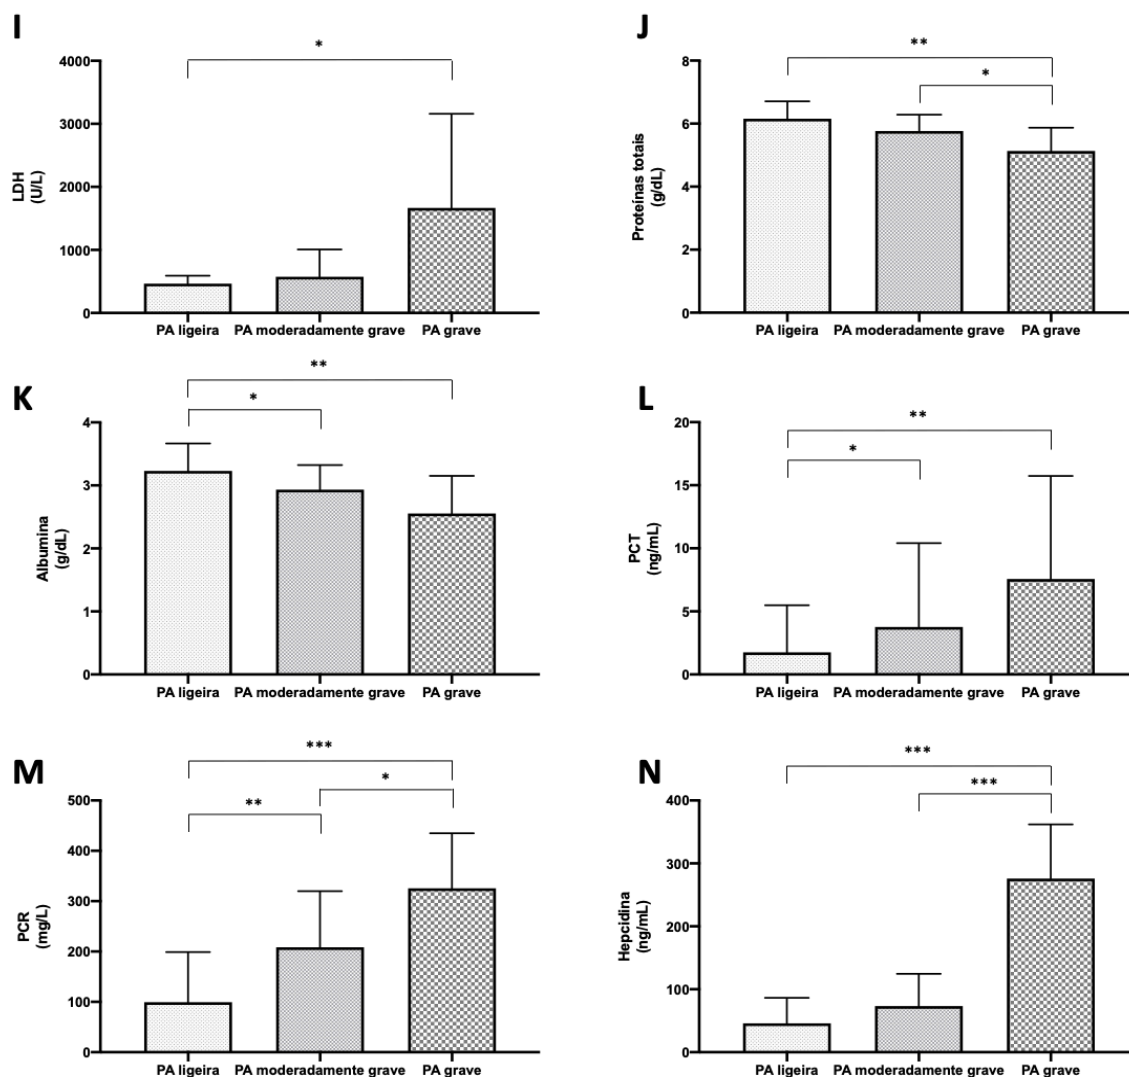 I
*
4000
3000
2000
1000
0
LDH
(U/L)
PA ligeira PA moderadamente grave PA grave
J
**
*
8
6
4
2
0
Proteínas totais
(g/dL)
PA ligeira PA moderadamente grave PA grave
K
**
*
4
3
2
1
0
Albumina
(g/dL)
PA ligeira PA moderadamente grave PA grave
L
**
*
20
15
10
5
0
PCT
(ng/mL)
PA ligeira PA moderadamente grave PA grave
M
***
*
**
500
400
300
200
100
0
PCR
(mg/L)
PA ligeira PA moderadamente grave PA grave
N
***
***
400
300
200
100
0
Hepcidina
(ng/mL)
PA ligeira PA moderadamente grave PA grave